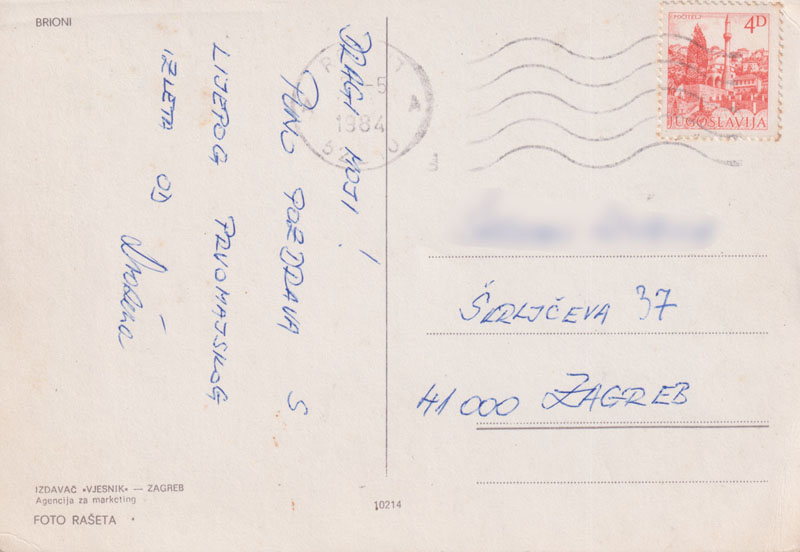 BRIONI
DRAGI MOJI!
PUNO POZDRAVA S
LIJEPOG PRVOMAJSKOG
IZLETA OD
IZDAVAČ »VJESNIK« — ZAGREB
Agencija za marketing
FOTO RAŠETA
10214
1984
POČITELJ
4D
JUGOSLAVIJA
37
41 000 ZAGREB